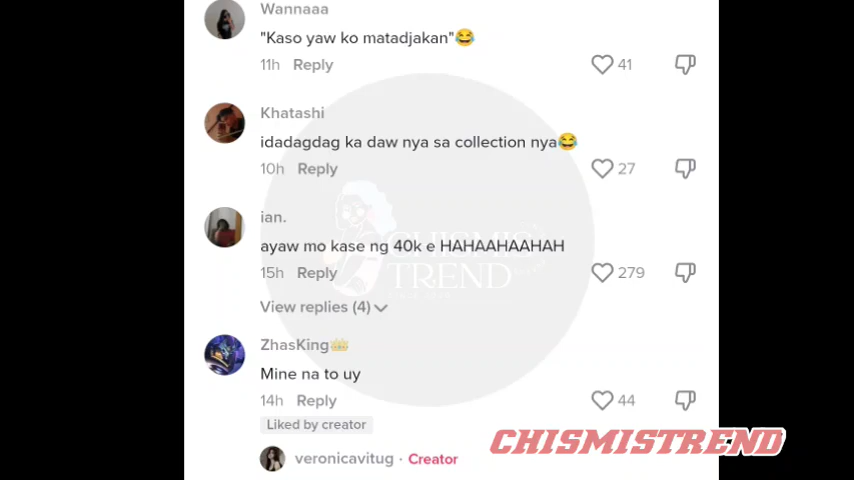 Wannaaa
"Kaso yaw ko matadjakan"😂
11h Reply 41
Khatashi
idadagdag ka daw nya sa collection nya😂
10h Reply 27
ian.
ayaw mo kase ng 40k e HAHAAHAAHAH
15h Reply 279
View replies (4)
ZhasKing👑
Mine na to uy
14h Reply 44
Liked by creator
veronicavitug · Creator
CHISMIS
TREND
CHISMISTREND